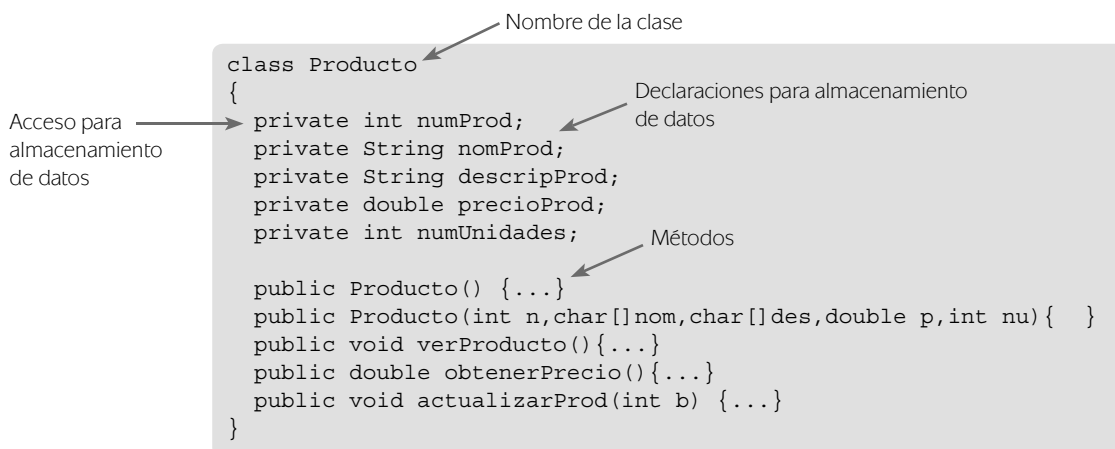 Nombre de la clase
class Producto
{
Declaraciones para almacenamiento
de datos
Acceso para
almacenamiento
de datos
private int numProd;
private String nomProd;
private String descripProd;
private double precioProd;
private int numUnidades;
Métodos
public Producto() {...}
public Producto(int n,char[]nom,char[]des,double p,int nu){  }
public void verProducto(){...}
public double obtenerPrecio(){...}
public void actualizarProd(int b) {...}
}